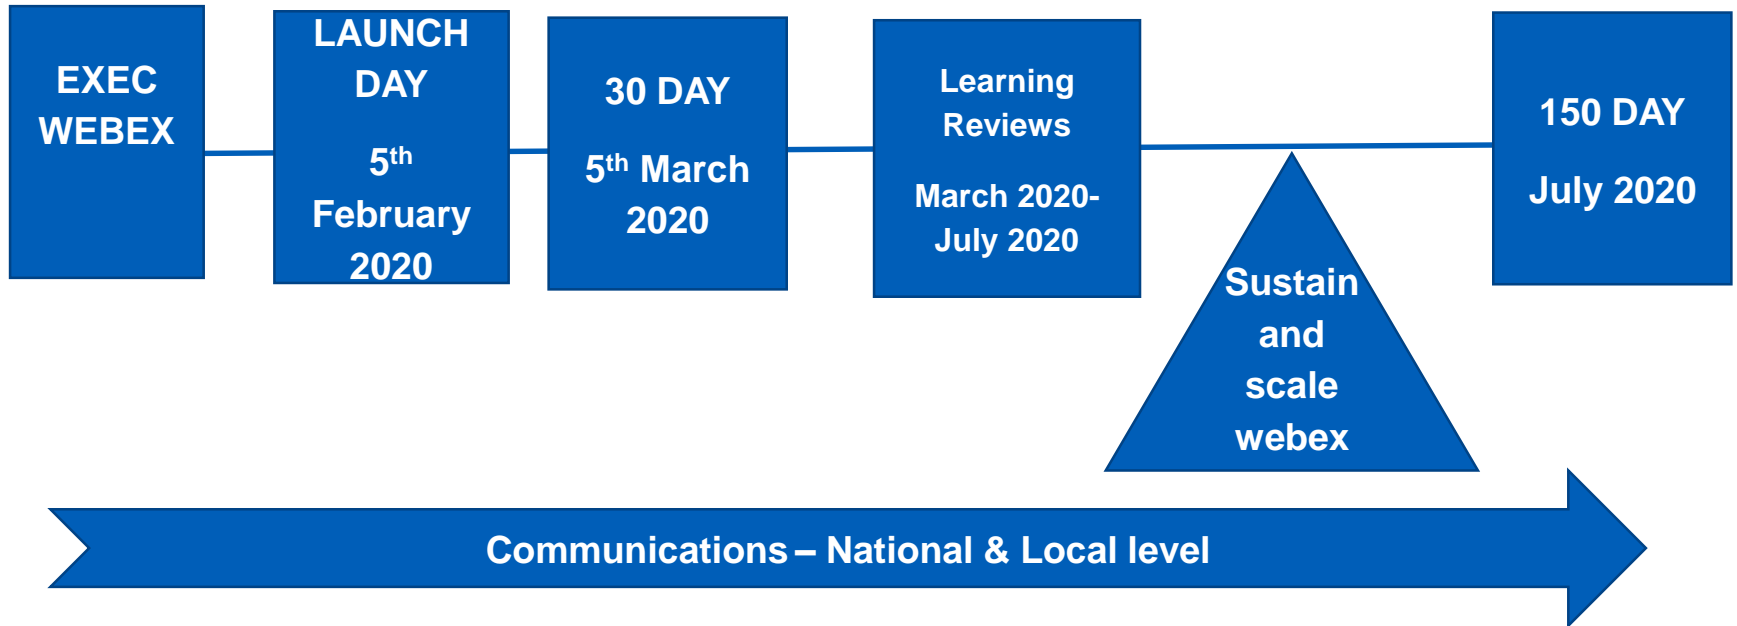 EXEC
WEBEX
LAUNCH
DAY
5th
February
2020
30 DAY
5th March
2020
Learning
Reviews
March 2020-
July 2020
Sustain
and
scale
webex
150 DAY
July 2020
Communications – National & Local level